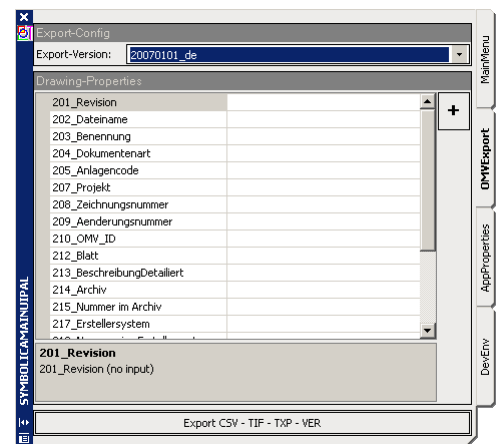 Export-Config
Export-Version: 20070101_de
Drawing-Properties
201_Revision
202_Dateiname
203_Benennung
204_Dokumentenart
205_Anlagencode
207_Projekt
208_Zeichnungsnummer
209_Aenderungsnummer
210_OMV_ID
212_Blatt
213_BeschreibungDetailiert
214_Archiv
215_Nummer im Archiv
217_Erstellersystem
+
201_Revision
201_Revision (no input)
Export CSV - TIF - TXP - VER
SYMBOLICAMAINUIPAL
MainMenu
OMVExport
AppProperties
DevEnv